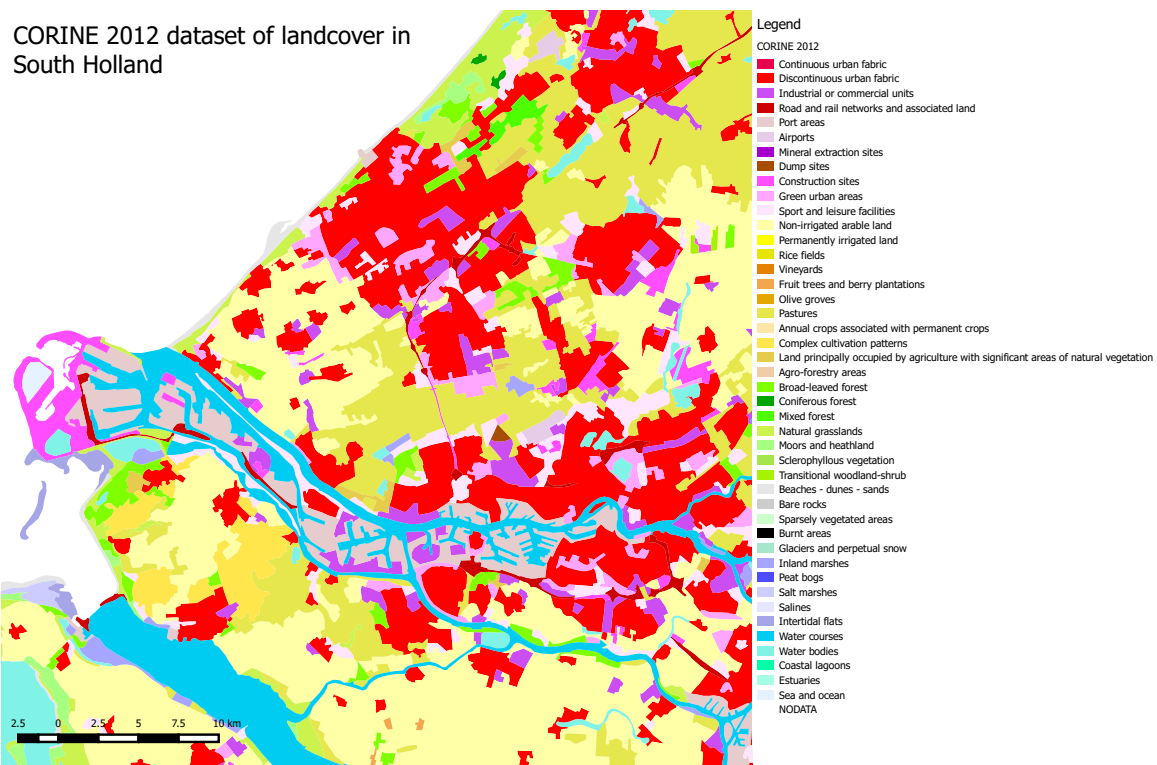 CORINE 2012 dataset of landcover in
South Holland
Legend
CORINE 2012
Continuous urban fabric
Discontinuous urban fabric
Industrial or commercial units
Road and rail networks and associated land
Port areas
Airports
Mineral extraction sites
Dump sites
Construction sites
Green urban areas
Sport and leisure facilities
Non-irrigated arable land
Permanently irrigated land
Rice fields
Vineyards
Fruit trees and berry plantations
Olive groves
Pastures
Annual crops associated with permanent crops
Complex cultivation patterns
Land principally occupied by agriculture with significant areas of natural vegetation
Agro-forestry areas
Broad-leaved forest
Coniferous forest
Mixed forest
Natural grasslands
Moors and heathland
Sclerophyllous vegetation
Transitional woodland-shrub
Beaches - dunes - sands
Bare rocks
Sparsely vegetated areas
Burnt areas
Glaciers and perpetual snow
Inland marshes
Peat bogs
Salt marshes
Salines
Intertidal flats
Water courses
Water bodies
Coastal lagoons
Estuaries
Sea and ocean
NODATA
2.5 0 2.5 5 7.5 10 km